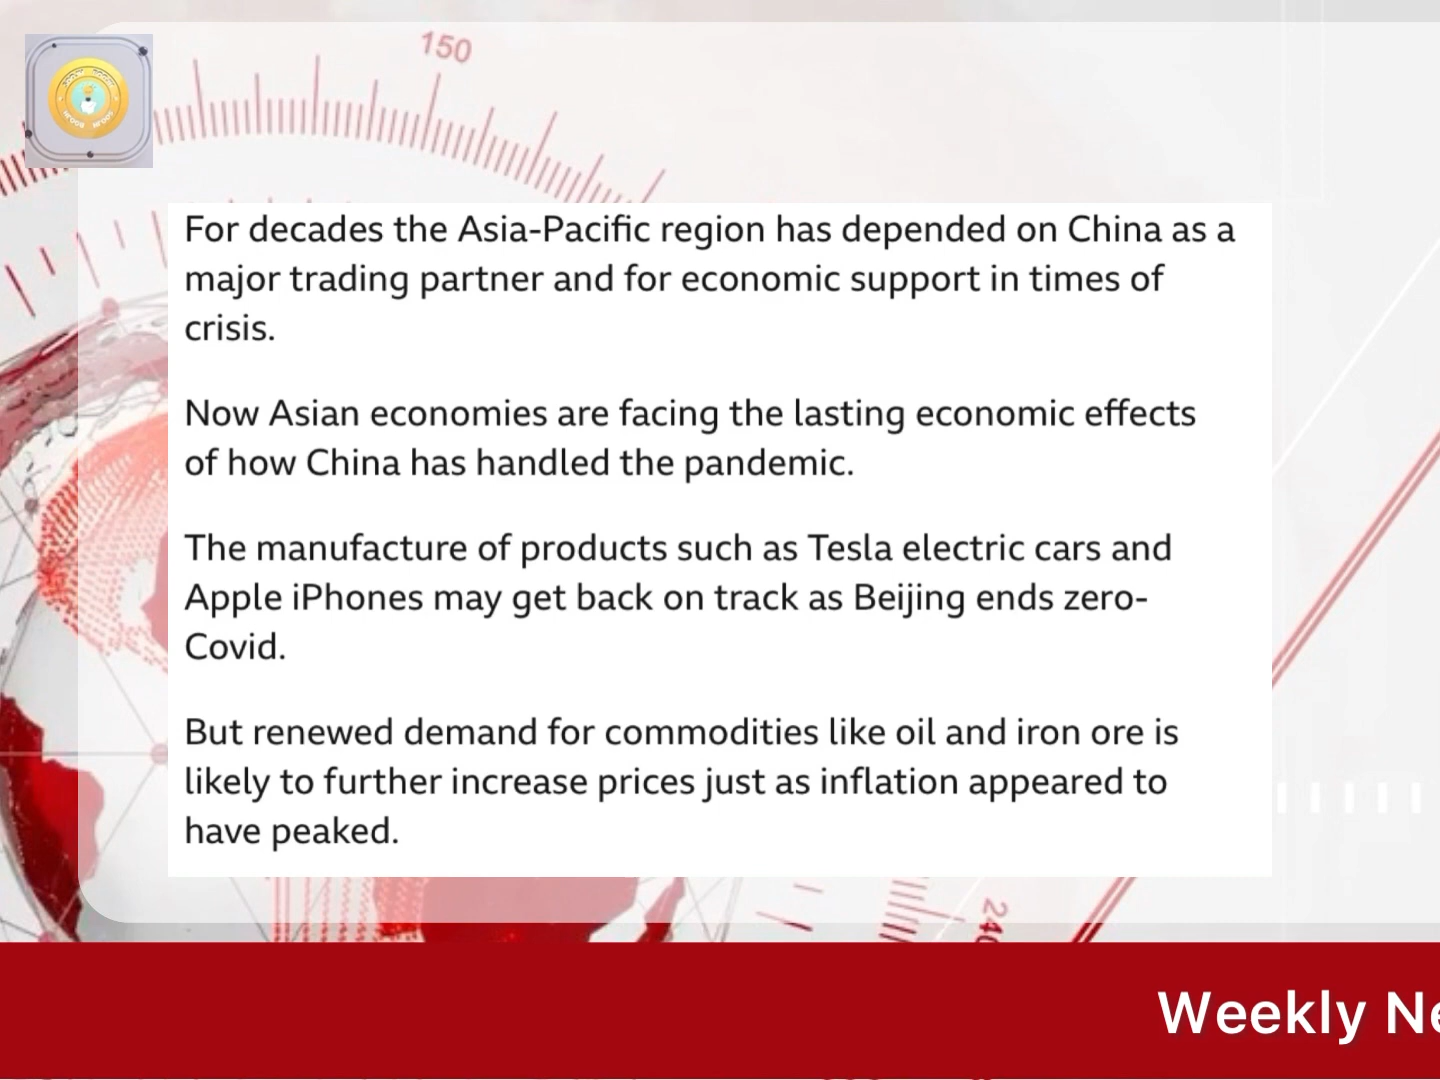 150
For decades the Asia-Pacific region has depended on China as a
major trading partner and for economic support in times of
crisis.
Now Asian economies are facing the lasting economic effects
of how China has handled the pandemic.
The manufacture of products such as Tesla electric cars and
Apple iPhones may get back on track as Beijing ends zero-
Covid.
But renewed demand for commodities like oil and iron ore is
likely to further increase prices just as inflation appeared to
have peaked.
240
Weekly Ne